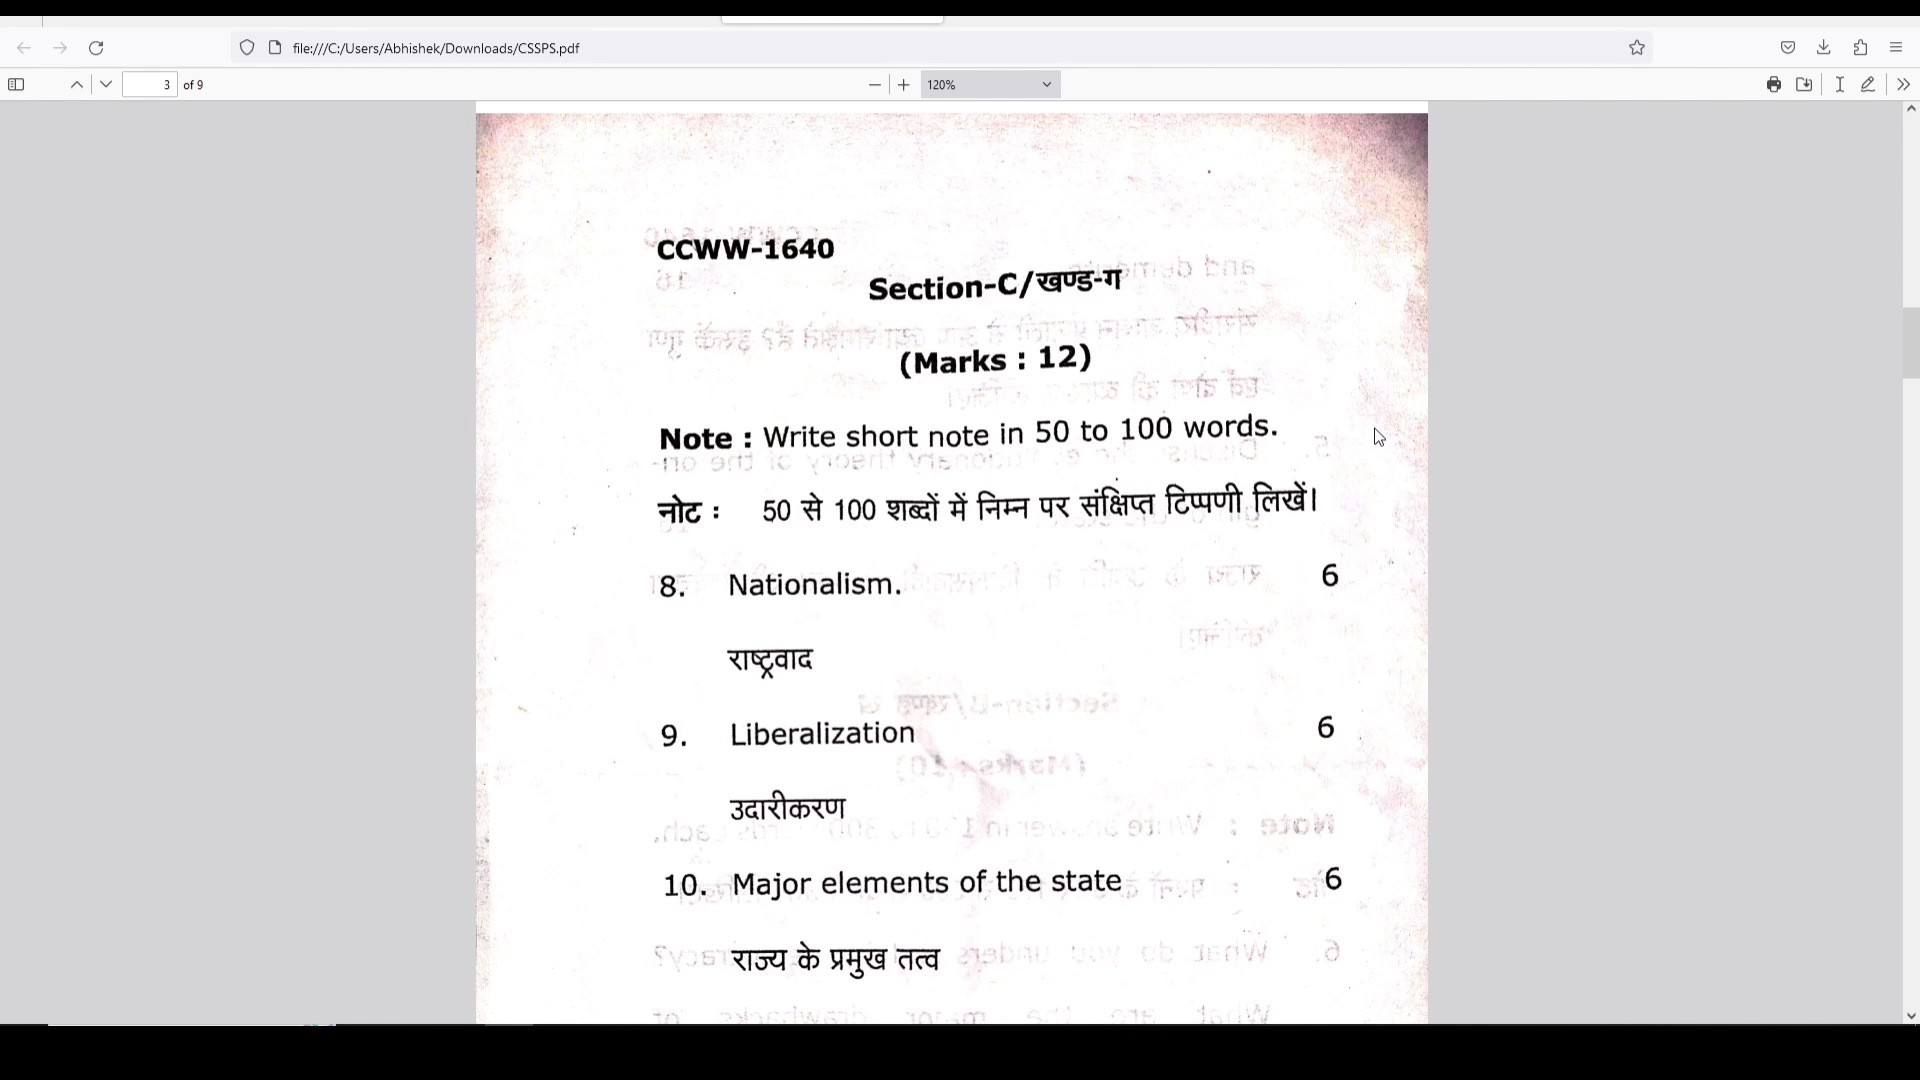 file:///C:/Users/Abhishek/Downloads/CSSPS.pdf
3 of 9
120%
CCWW-1640
Section-C/खण्ड-ग
(Marks : 12)
Note : Write short note in 50 to 100 words.
नोट : 50 से 100 शब्दों में निम्न पर संक्षिप्त टिप्पणी लिखें।
8. Nationalism. 6
राष्ट्रवाद
9. Liberalization 6
उदारीकरण
10. Major elements of the state 6
राज्य के प्रमुख तत्व